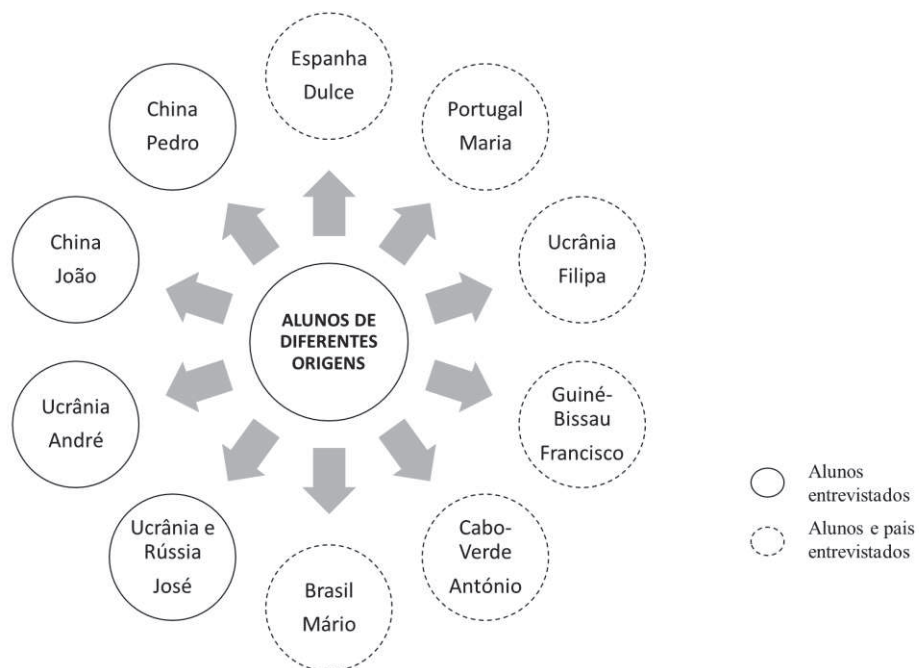 Espanha
Dulce
Portugal
Maria
Ucrânia
Filipa
Guiné-
Bissau
Francisco
Cabo-
Verde
António
Brasil
Mário
Ucrânia e
Rússia
José
Ucrânia
André
China
João
China
Pedro
ALUNOS DE
DIFERENTES
ORIGENS
Alunos
entrevistados
Alunos e pais
entrevistados